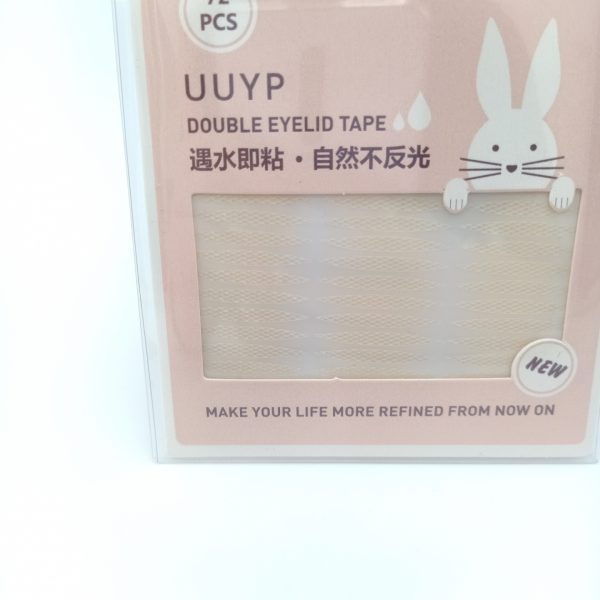 72
PCS
UUYP
DOUBLE EYELID TAPE
遇水即粘·自然不反光
NEW
MAKE YOUR LIFE MORE REFINED FROM NOW ON